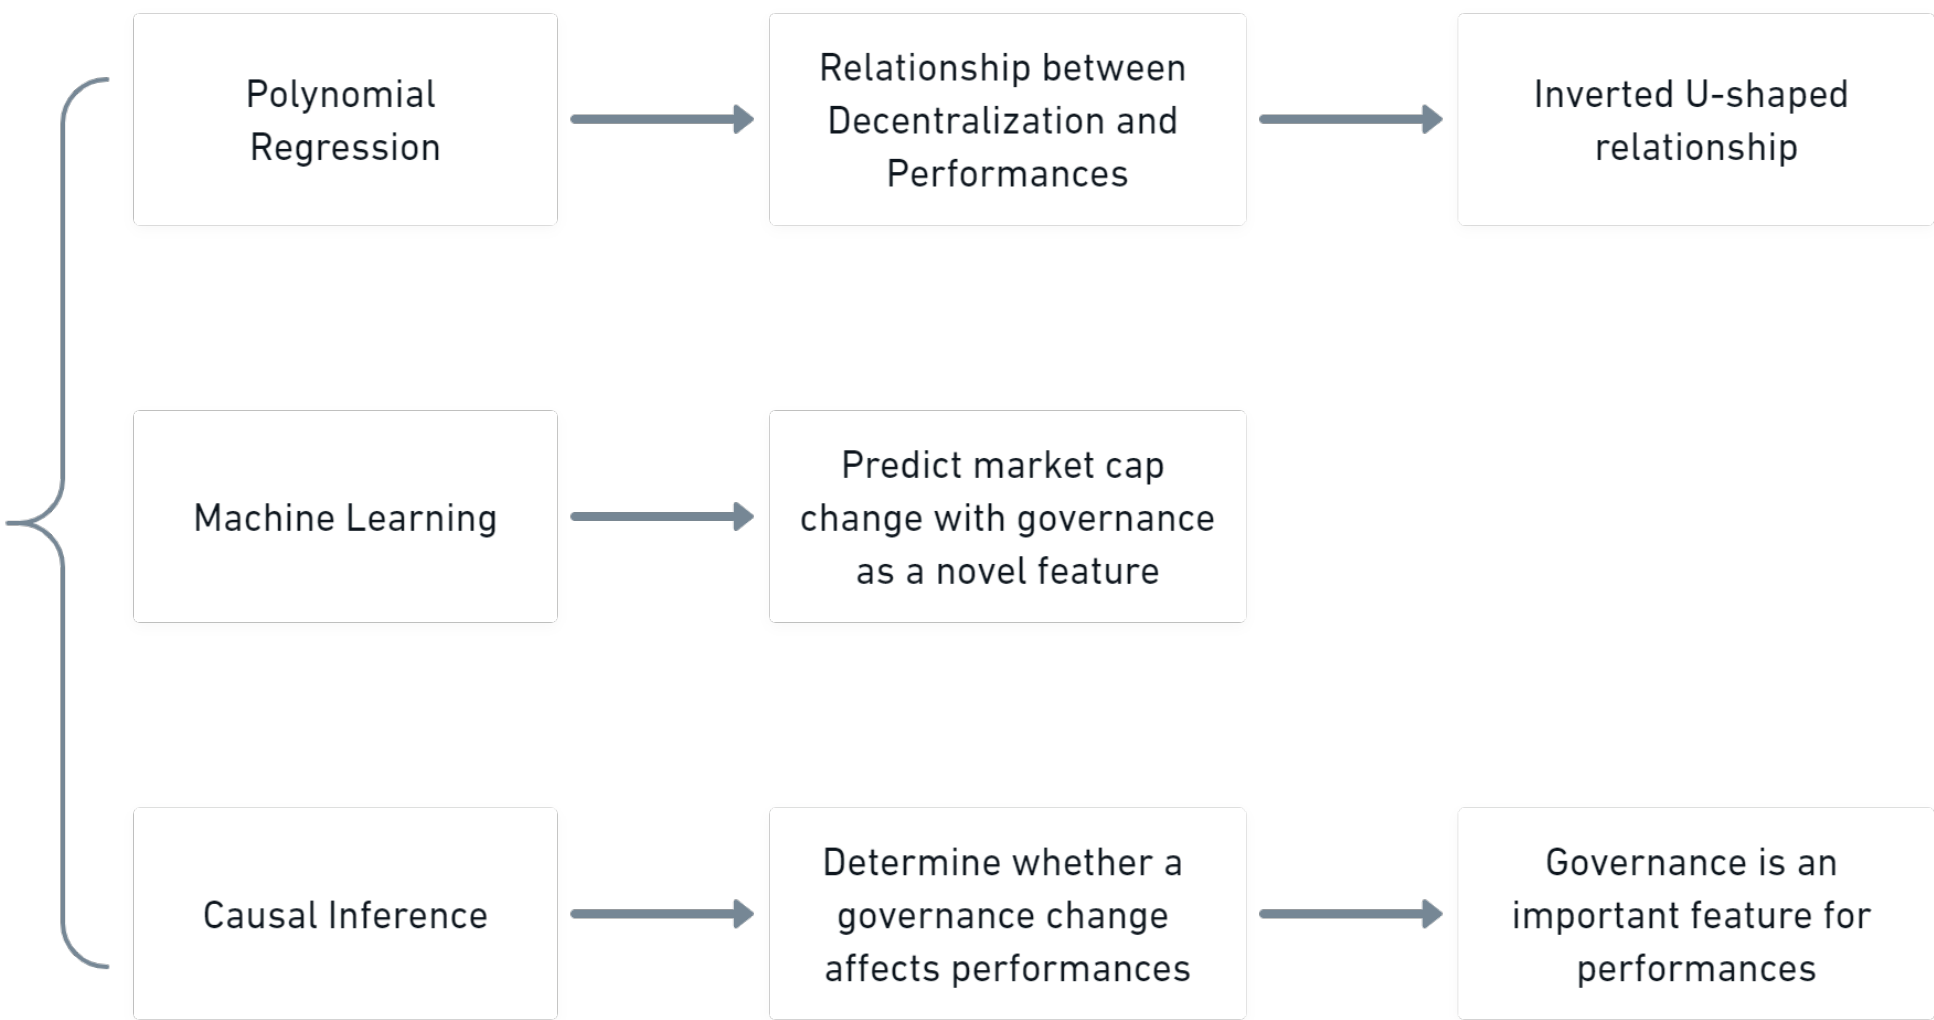 Polynomial
Regression
Relationship between
Decentralization and
Performances
Inverted U-shaped
relationship
Machine Learning
Predict market cap
change with governance
as a novel feature
Causal Inference
Determine whether a
governance change
affects performances
Governance is an
important feature for
performances